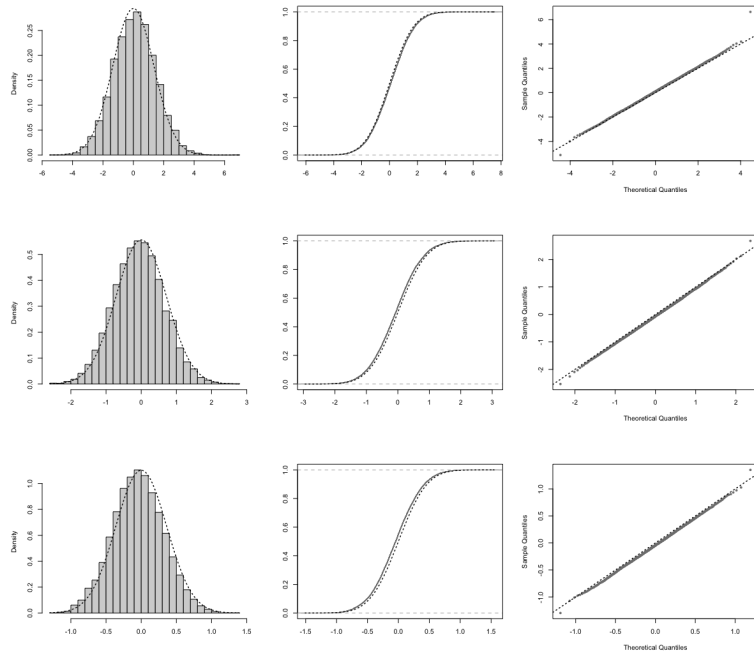 Density
0.00 0.05 0.10 0.15 0.20 0.25
-6 -4 -2 0 2 4 6
0.0 0.2 0.4 0.6 0.8 1.0
-4 -2 0 2 4 6 8
Sample Quantiles
-4 -2 0 2 4 6
-4 -2 0 2 4
Theoretical Quantiles
Density
0.0 0.1 0.2 0.3 0.4 0.5
-2 -1 0 1 2 3
0.0 0.2 0.4 0.6 0.8 1.0
-3 -2 -1 0 1 2 3
Sample Quantiles
-2 -1 0 1 2
-2 -1 0 1 2
Theoretical Quantiles
Density
0.0 0.2 0.4 0.6 0.8 1.0
-1.0 -0.5 0.0 0.5 1.0 1.5
0.0 0.2 0.4 0.6 0.8 1.0
-1.5 -1.0 -0.5 0.0 0.5 1.0 1.5
Sample Quantiles
-1.0 -0.5 0.0 0.5 1.0
-1.0 -0.5 0.0 0.5 1.0
Theoretical Quantiles